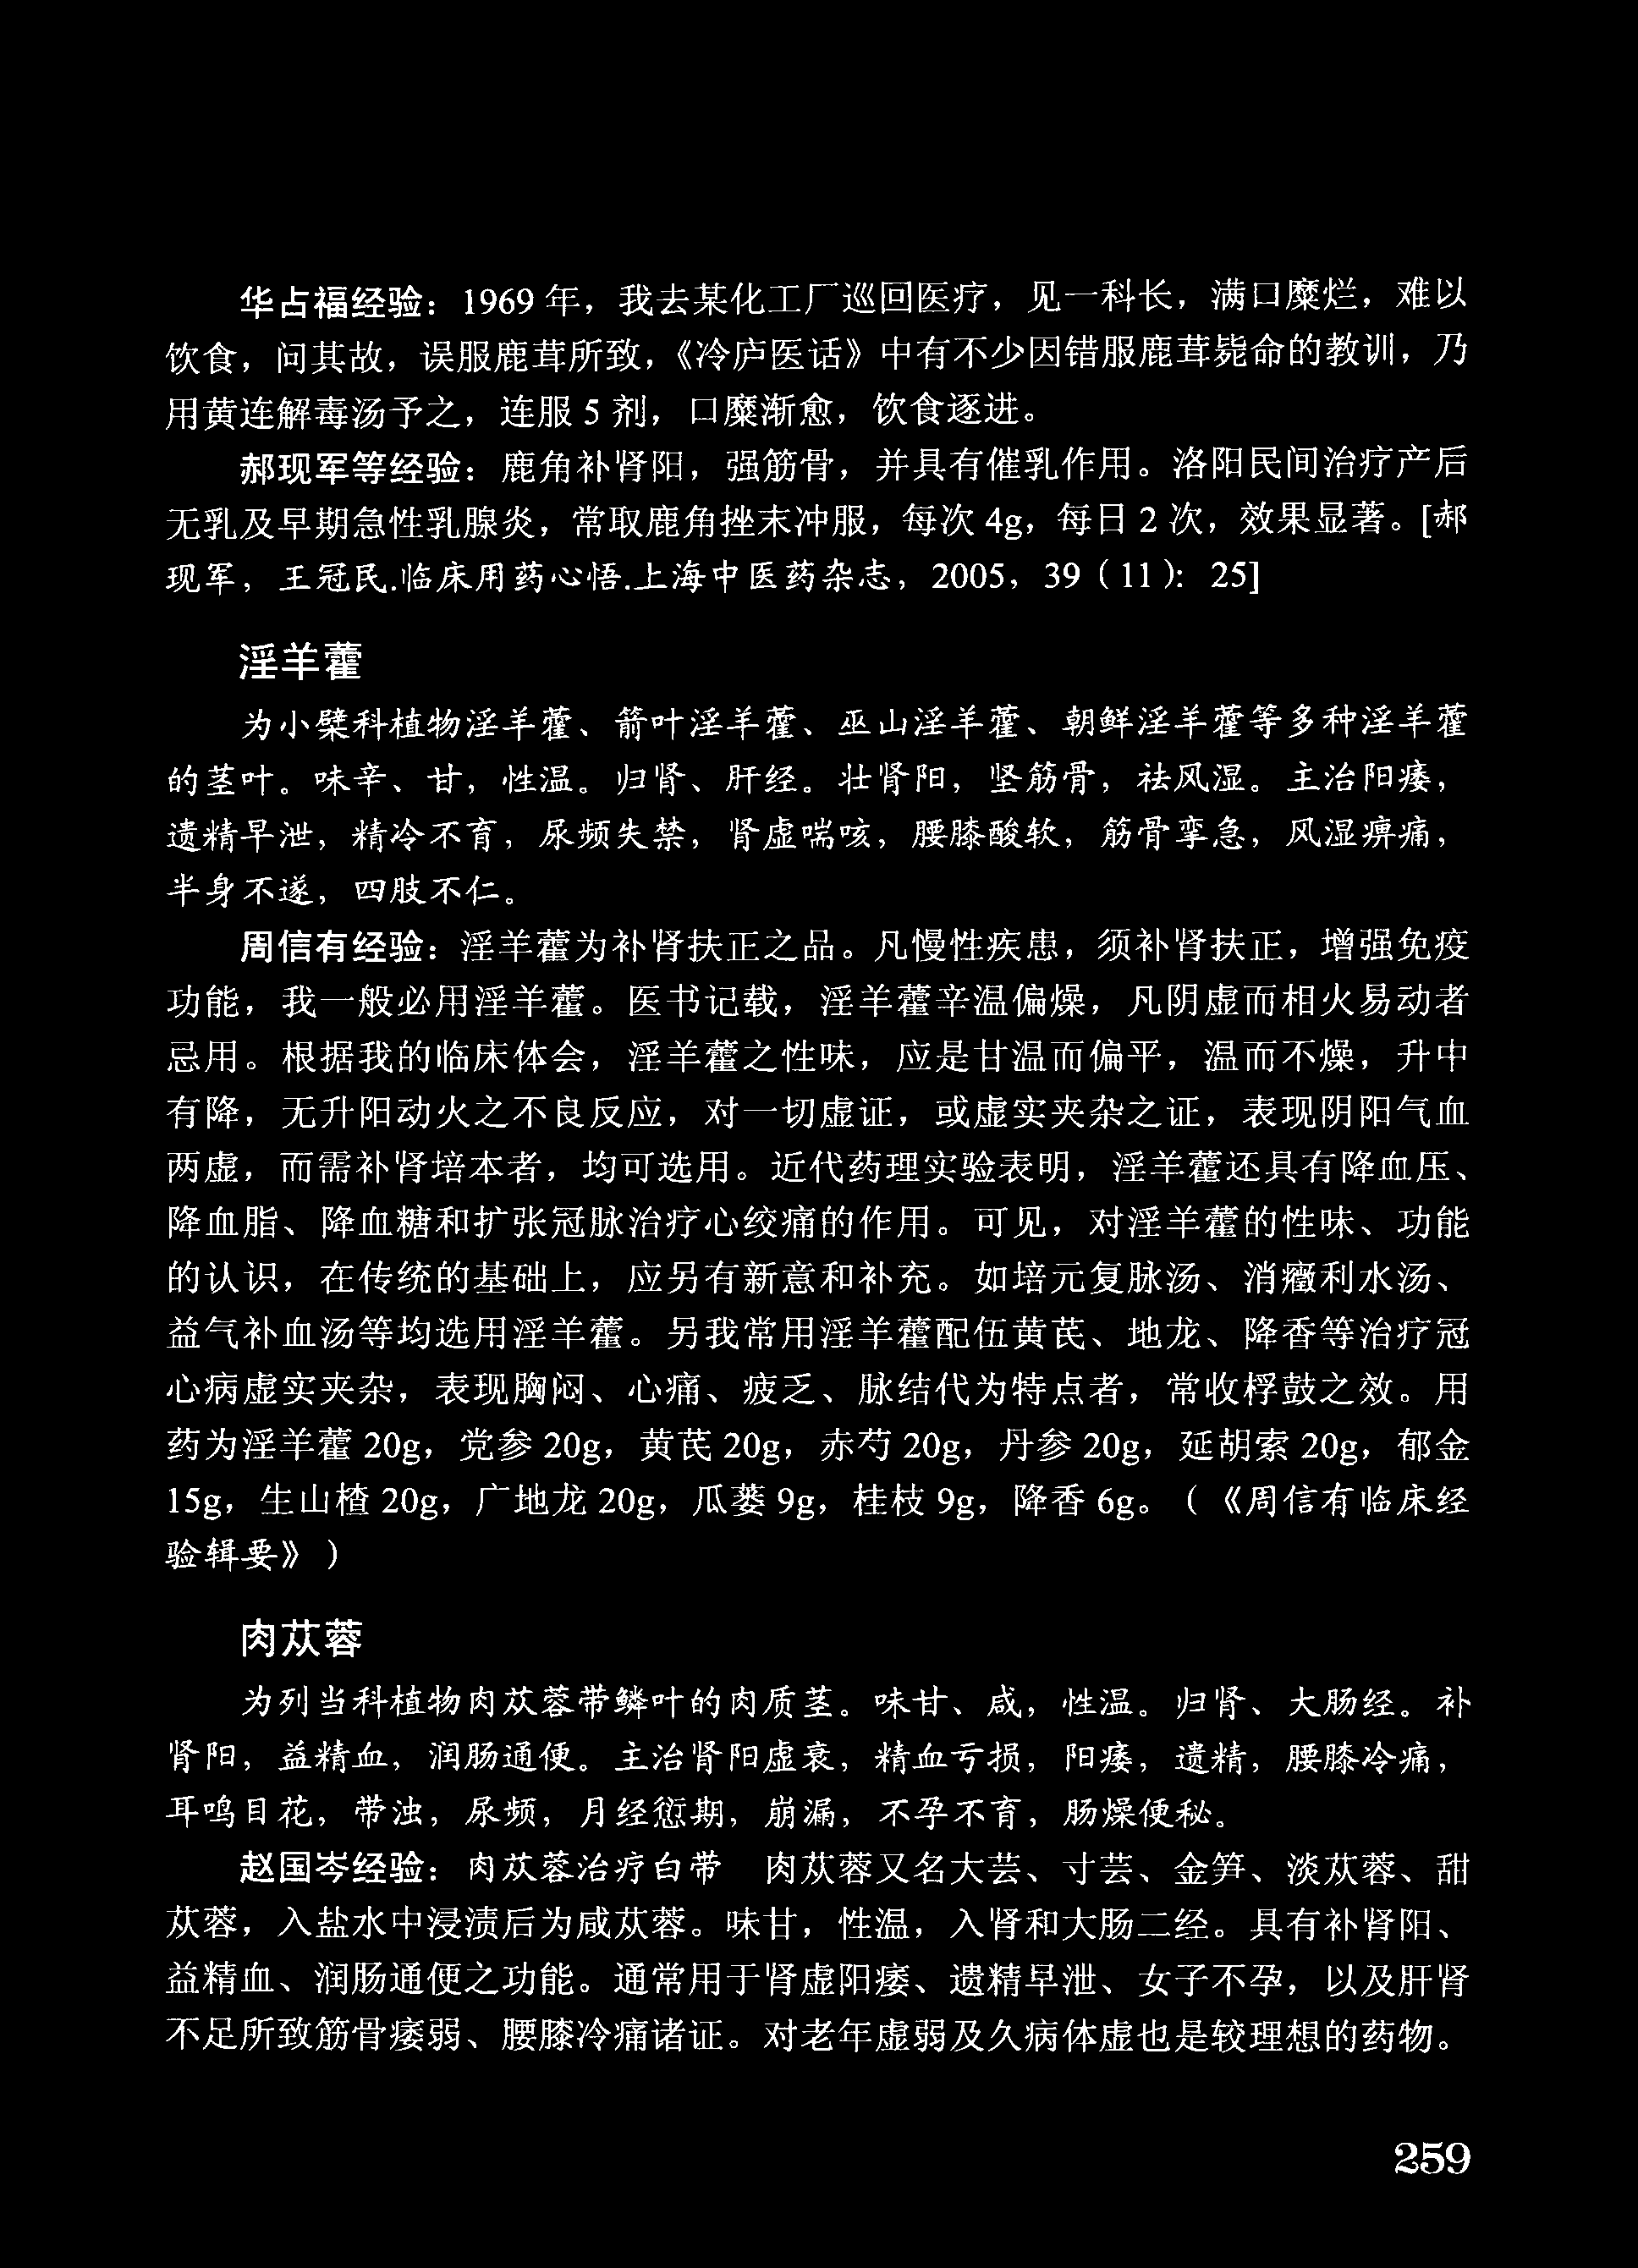 华占福经验：1969 年，我去某化工厂巡回医疗，见一科长，满口糜烂，难以
饮食，问其故，误服鹿茸所致，《冷庐医话》中有不少因错服鹿茸毙命的教训，乃
用黄连解毒汤予之，连服 5 剂，口糜渐愈，饮食逐进。
郝现军等经验：鹿角补肾阳，强筋骨，并具有催乳作用。洛阳民间治疗产后
无乳及早期急性乳腺炎，常取鹿角挫末冲服，每次 4g，每日 2 次，效果显著。[郝
现军，王冠民.临床用药心悟.上海中医药杂志，2005，39（11）：25]
淫羊藿
为小檗科植物淫羊藿、箭叶淫羊藿、巫山淫羊藿、朝鲜淫羊藿等多种淫羊藿
的茎叶。味辛、甘，性温。归肾、肝经。壮肾阳，坚筋骨，祛风湿。主治阳痿，
遗精早泄，精冷不育，尿频失禁，肾虚喘咳，腰膝酸软，筋骨挛急，风湿痹痛，
半身不遂，四肢不仁。
周信有经验：淫羊藿为补肾扶正之品。凡慢性疾患，须补肾扶正，增强免疫
功能，我一般必用淫羊藿。医书记载，淫羊藿辛温偏燥，凡阴虚而相火易动者
忌用。根据我的临床体会，淫羊藿之性味，应是甘温而偏平，温而不燥，升中
有降，无升阳动火之不良反应，对一切虚证，或虚实夹杂之证，表现阴阳气血
两虚，而需补肾培本者，均可选用。近代药理实验表明，淫羊藿还具有降血压、
降血脂、降血糖和扩张冠脉治疗心绞痛的作用。可见，对淫羊藿的性味、功能
的认识，在传统的基础上，应另有新意和补充。如培元复脉汤、消癥利水汤、
益气补血汤等均选用淫羊藿。另我常用淫羊藿配伍黄芪、地龙、降香等治疗冠
心病虚实夹杂，表现胸闷、心痛、疲乏、脉结代为特点者，常收桴鼓之效。用
药为淫羊藿 20g，党参 20g，黄芪 20g，赤芍 20g，丹参 20g，延胡索 20g，郁金
15g，生山楂 20g，广地龙 20g，瓜蒌 9g，桂枝 9g，降香 6g。（《周信有临床经
验辑要》）
肉苁蓉
为列当科植物肉苁蓉带鳞叶的肉质茎。味甘、咸，性温。归肾、大肠经。补
肾阳，益精血，润肠通便。主治肾阳虚衰，精血亏损，阳痿，遗精，腰膝冷痛，
耳鸣目花，带浊，尿频，月经愆期，崩漏，不孕不育，肠燥便秘。
赵国岑经验：肉苁蓉治疗白带　肉苁蓉又名大芸、寸芸、金笋、淡苁蓉、甜
苁蓉，入盐水中浸渍后为咸苁蓉。味甘，性温，入肾和大肠二经。具有补肾阳、
益精血、润肠通便之功能。通常用于肾虚阳痿、遗精早泄、女子不孕，以及肝肾
不足所致筋骨痿弱、腰膝冷痛诸证。对老年虚弱及久病体虚也是较理想的药物。
259